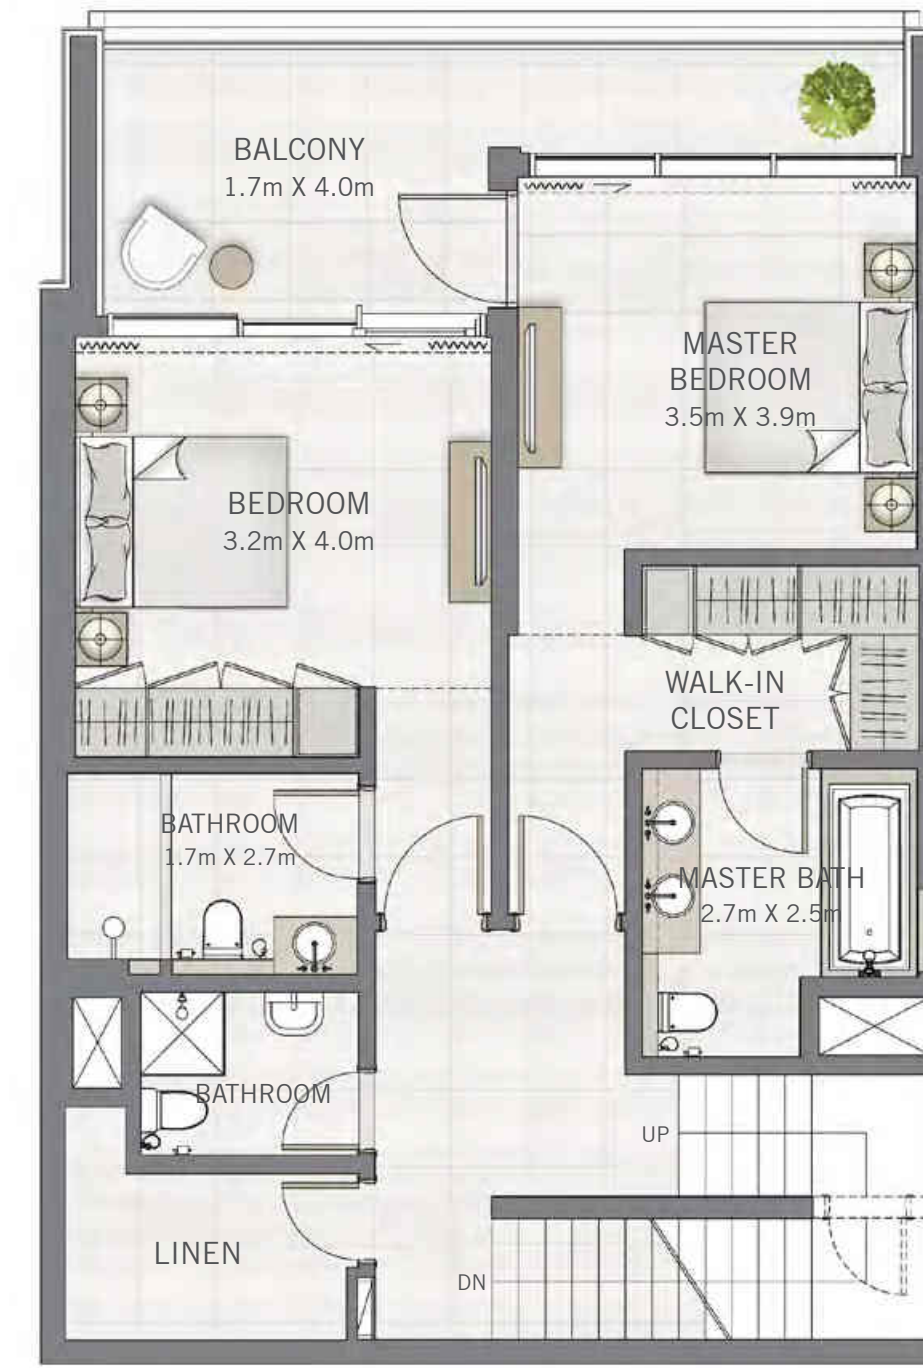 BALCONY
1.7m X 4.0m
MASTER
BEDROOM
3.5m X 3.9m
BEDROOM
3.2m X 4.0m
WALK-IN
CLOSET
BATHROOM
1.7m X 2.7m
MASTER BATH
2.7m X 2.5m
BATHROOM
UP
LINEN
DN